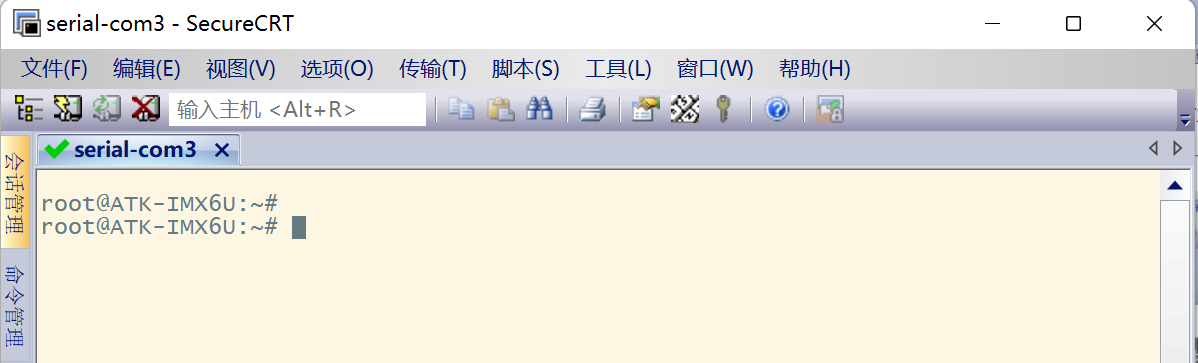 serial-com3 - SecureCRT
文件(F) 编辑(E) 视图(V) 选项(O) 传输(T) 脚本(S) 工具(L) 窗口(W) 帮助(H)
输入主机 <Alt+R>
serial-com3
会话管理
命令管理
root@ATK-IMX6U:~#
root@ATK-IMX6U:~#